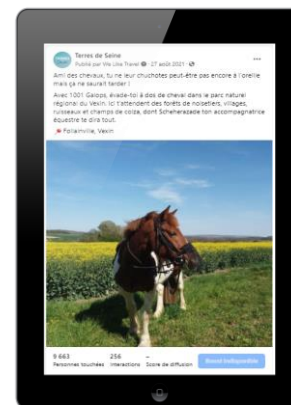 Terres de Seine
Publié par We Like Travel · 27 août 2021 ·
Ami des chevaux, tu ne leur chuchotes peut-être pas encore à l'oreille
mais ça ne saurait tarder !
Avec 1001 Galops, évade-toi à dos de cheval dans le parc naturel
régional du Vexin. Ici t'attendent des forêts de noisetiers, villages,
ruisseaux et champs de colza, dont Scheherazade ton accompagnatrice
équestre te dira tout.
Follainville, Vexin
9 663 256 –
Personnes touchées Interactions Score de diffusion
Boost indisponible